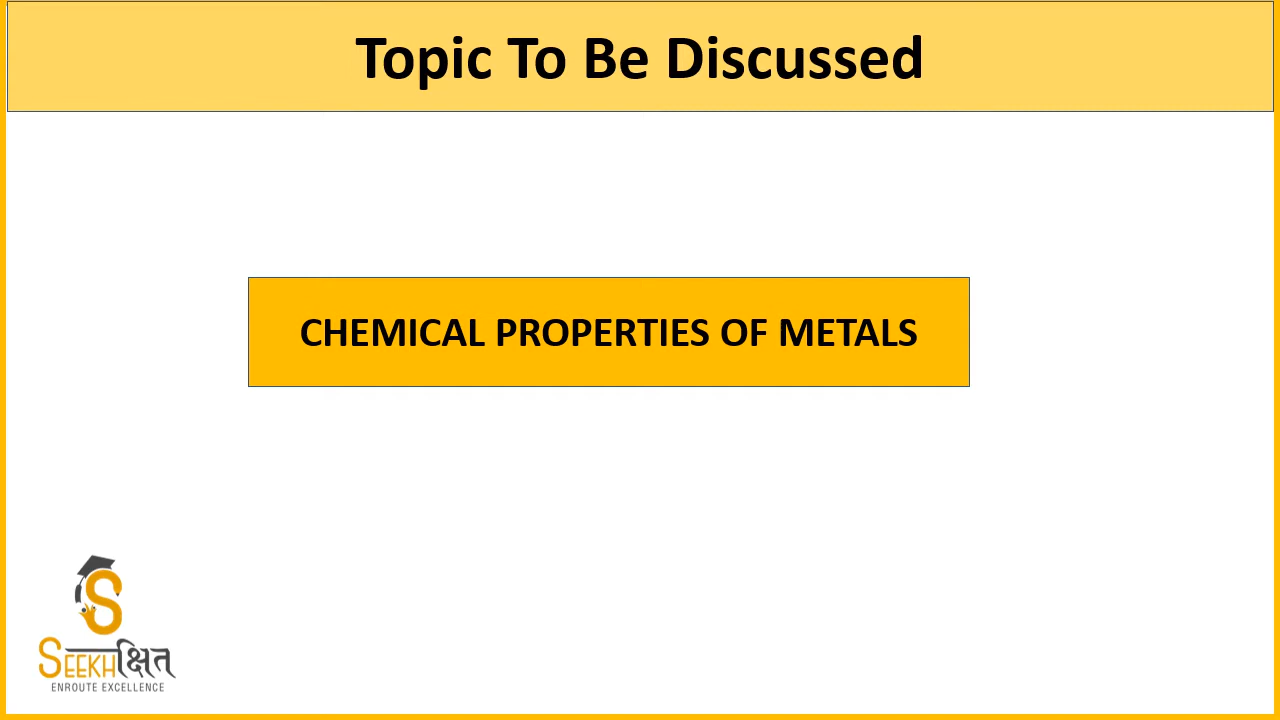 Topic To Be Discussed
CHEMICAL PROPERTIES OF METALS
SEEKHक्षित
ENROUTE EXCELLENCE